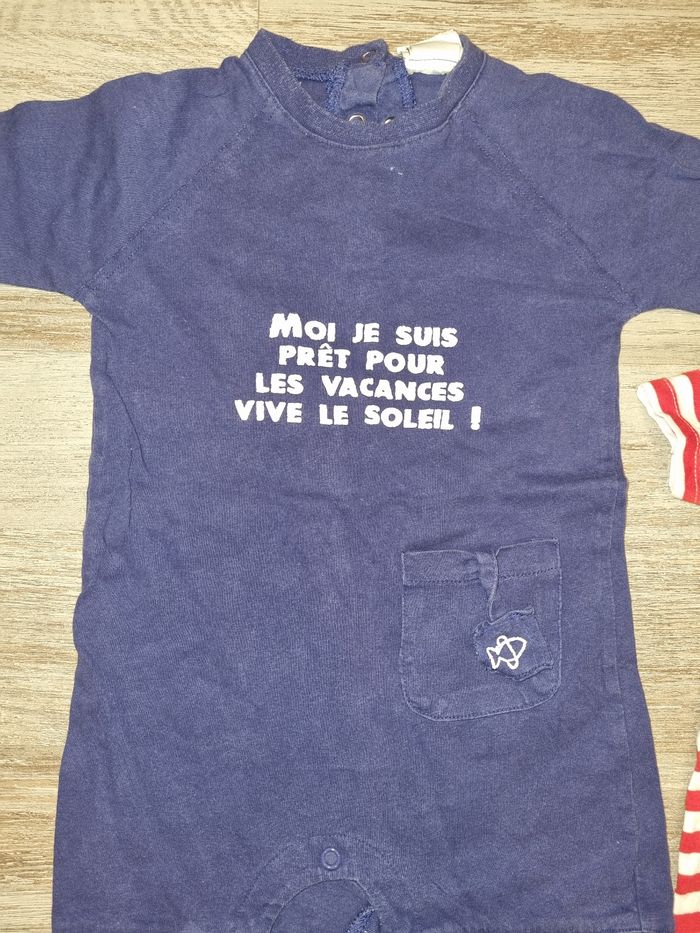 Moi je suis
prêt pour
les vacances
vive le soleil !